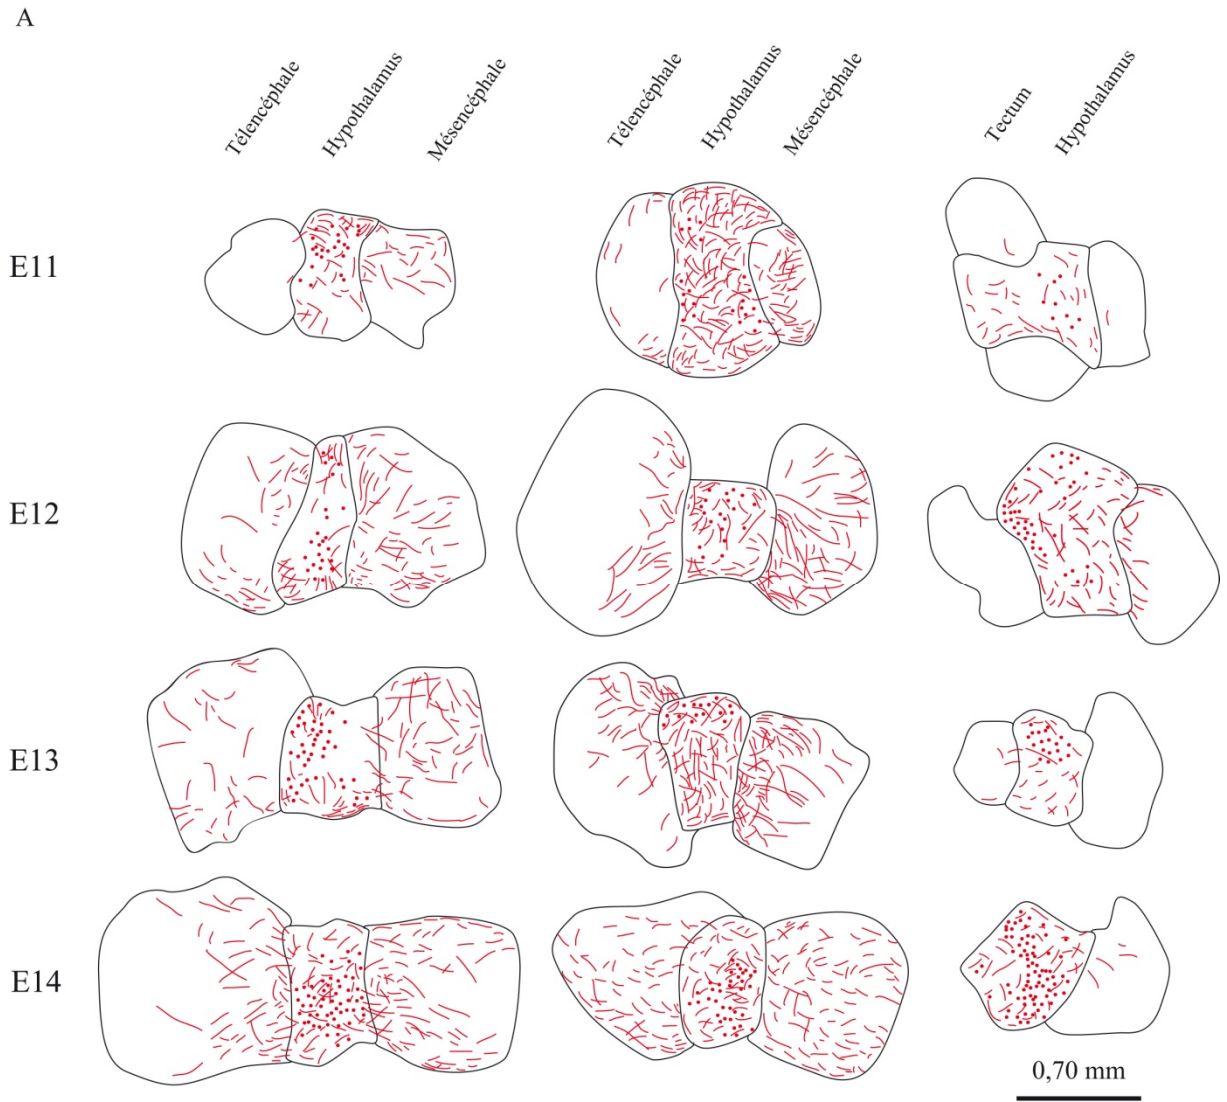 A
Télencéphale
Hypothalamus
Mésencéphale
Télencéphale
Hypothalamus
Mésencéphale
Tectum
Hypothalamus
E11
E12
E13
E14
0,70 mm